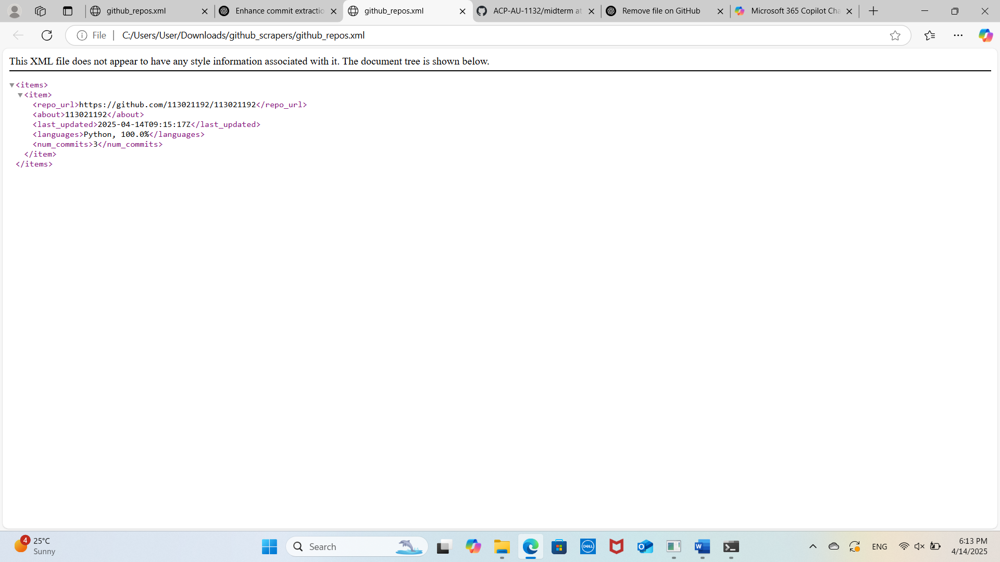 github_repos.xml
Enhance commit extractio
github_repos.xml
ACP-AU-1132/midterm at
Remove file on GitHub
Microsoft 365 Copilot Cha
File
C:/Users/User/Downloads/github_scrapers/github_repos.xml
This XML file does not appear to have any style information associated with it. The document tree is shown below.
<items>
<item>
<repo_url>https://github.com/113021192/113021192</repo_url>
<about>113021192</about>
<last_updated>2025-04-14T09:15:17Z</last_updated>
<languages>Python, 100.0%</languages>
<num_commits>3</num_commits>
</item>
</items>
4
25°C
Sunny
Search
DELL
ENG
6:13 PM
4/14/2025